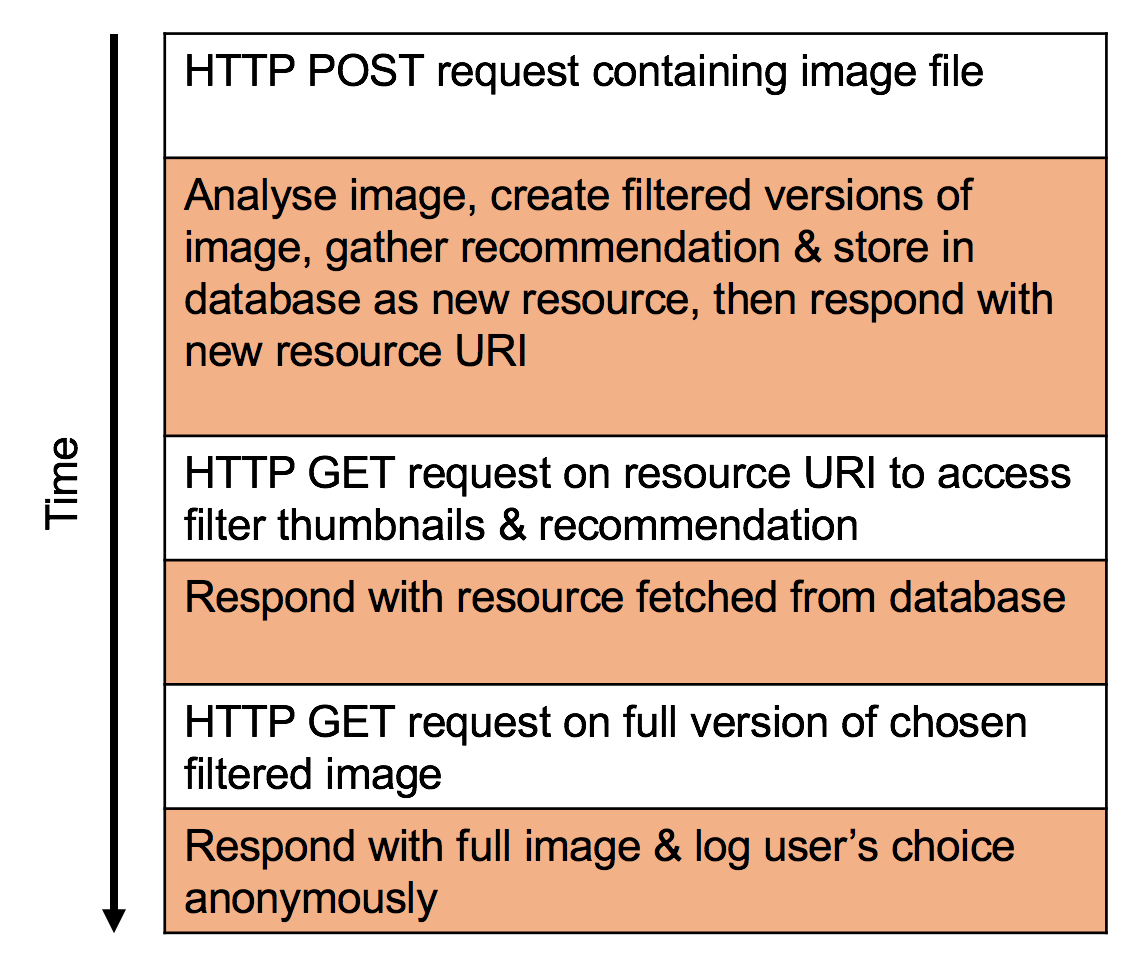 HTTP POST request containing image file
Analyse image, create filtered versions of
image, gather recommendation & store in
database as new resource, then respond with
new resource URI
Time
HTTP GET request on resource URI to access
filter thumbnails & recommendation
Respond with resource fetched from database
HTTP GET request on full version of chosen
filtered image
Respond with full image & log user’s choice
anonymously